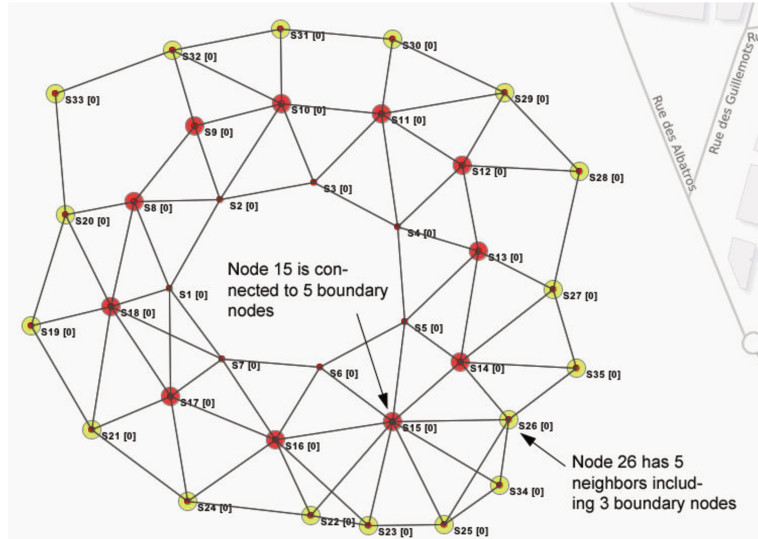 S31 [0]
S30 [0]
S32 [0]
S33 [0]
S10 [0]
S29 [0]
S11 [0]
S9 [0]
S12 [0]
S28 [0]
S3 [0]
S8 [0]
S2 [0]
S20 [0]
S4 [0]
S13 [0]
Node 15 is con-
nected to 5 boundary
nodes
S1 [0]
S27 [0]
S18 [0]
S19 [0]
S5 [0]
S7 [0]
S6 [0]
S14 [0]
S35 [0]
S17 [0]
S15 [0]
S26 [0]
S21 [0]
S16 [0]
Node 26 has 5
neighbors includ-
ing 3 boundary nodes
S34 [0]
S24 [0]
S22 [0]
S23 [0]
S25 [0]
Rue des Albatros
Rue des Guillemots